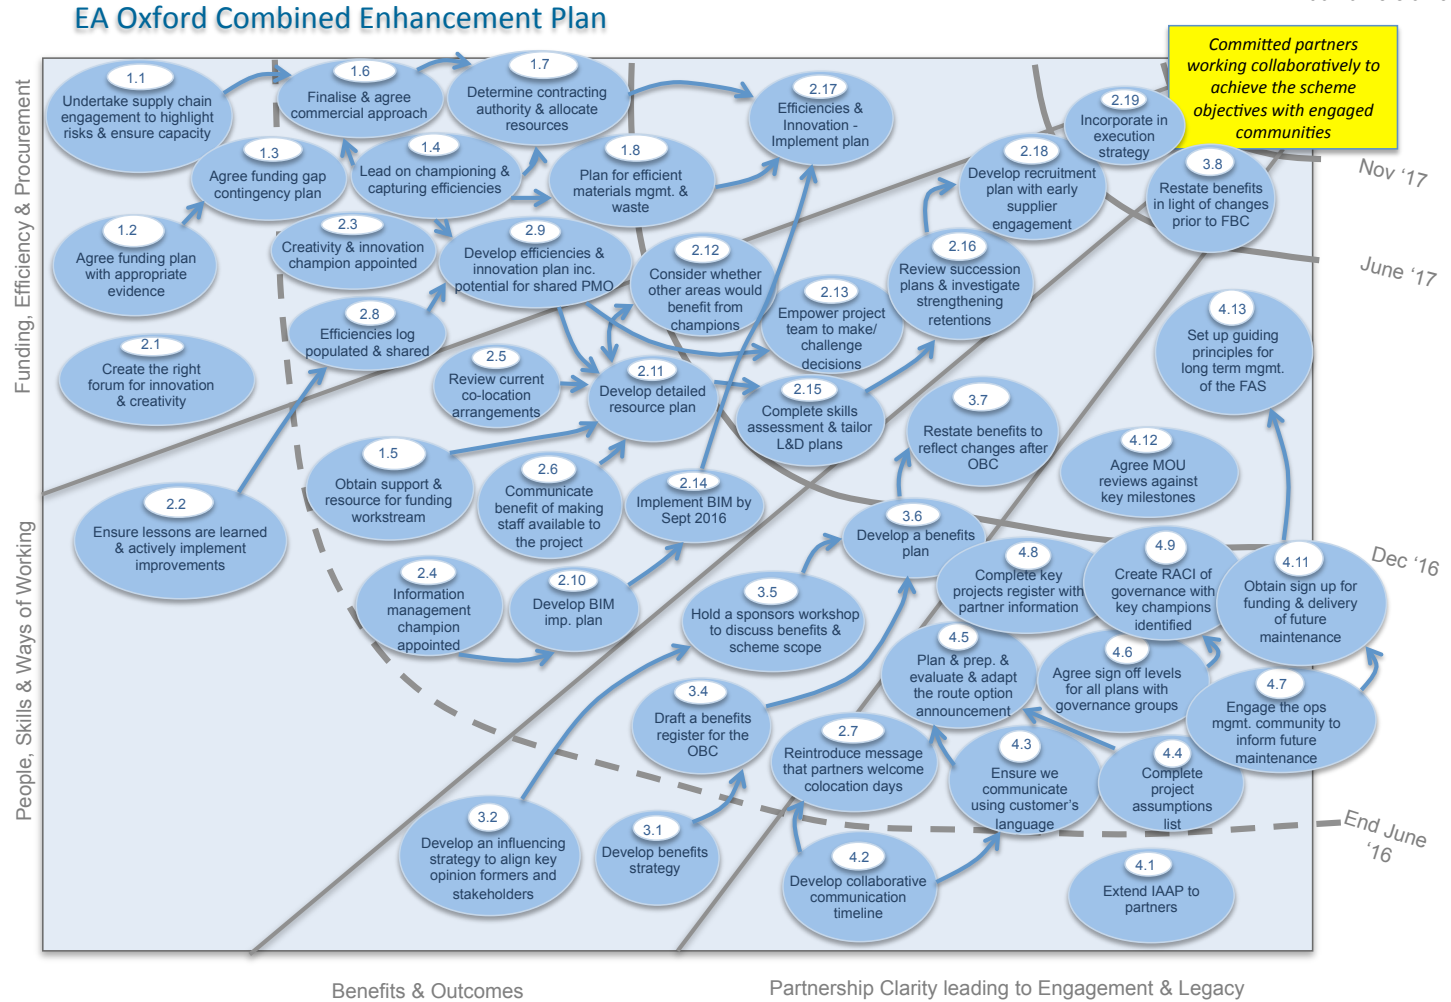 EA Oxford Combined Enhancement Plan
Committed partners
working collaboratively to
achieve the scheme
objectives with engaged
communities
Funding, Efficiency & Procurement
People, Skills & Ways of Working
1.1
Undertake supply chain
engagement to highlight
risks & ensure capacity
1.6
Finalise & agree
commercial approach
1.7
Determine contracting
authority & allocate
resources
2.17
Efficiencies &
Innovation -
Implement plan
2.19
Incorporate in
execution
strategy
1.3
Agree funding gap
contingency plan
1.4
Lead on championing &
capturing efficiencies
1.8
Plan for efficient
materials mgmt. &
waste
2.18
Develop recruitment
plan with early
supplier
engagement
3.8
Restate benefits
in light of changes
prior to FBC
Nov ‘17
1.2
Agree funding plan
with appropriate
evidence
2.3
Creativity & innovation
champion appointed
2.9
Develop efficiencies &
innovation plan inc.
potential for shared PMO
2.12
Consider whether
other areas would
benefit from
champions
2.16
Review succession
plans & investigate
strengthening
retentions
June ‘17
2.8
Efficiencies log
populated & shared
2.13
Empower project
team to make/
challenge
decisions
4.13
Set up guiding
principles for
long term mgmt.
of the FAS
2.1
Create the right
forum for innovation
& creativity
2.5
Review current
co-location
arrangements
2.11
Develop detailed
resource plan
2.15
Complete skills
assessment & tailor
L&D plans
3.7
Restate benefits to
reflect changes after
OBC
4.12
Agree MOU
reviews against
key milestones
1.5
Obtain support &
resource for funding
workstream
2.6
Communicate
benefit of making
staff available to
the project
2.14
Implement BIM by
Sept 2016
2.2
Ensure lessons are learned
& actively implement
improvements
3.6
Develop a benefits
plan
4.8
Complete key
projects register with
partner information
4.9
Create RACI of
governance with
key champions
identified
4.11
Obtain sign up for
funding & delivery
of future
maintenance
Dec ‘16
2.4
Information
management
champion
appointed
2.10
Develop BIM
imp. plan
3.5
Hold a sponsors workshop
to discuss benefits &
scheme scope
4.5
Plan & prep. &
evaluate & adapt
the route option
announcement
4.6
Agree sign off levels
for all plans with
governance groups
4.7
Engage the ops
mgmt. community to
inform future
maintenance
3.4
Draft a benefits
register for the
OBC
2.7
Reintroduce message
that partners welcome
colocation days
4.3
Ensure we
communicate
using customer’s
language
4.4
Complete
project
assumptions
list
3.2
Develop an influencing
strategy to align key
opinion formers and
stakeholders
3.1
Develop benefits
strategy
4.2
Develop collaborative
communication
timeline
4.1
Extend IAAP to
partners
End June
‘16
Benefits & Outcomes
Partnership Clarity leading to Engagement & Legacy